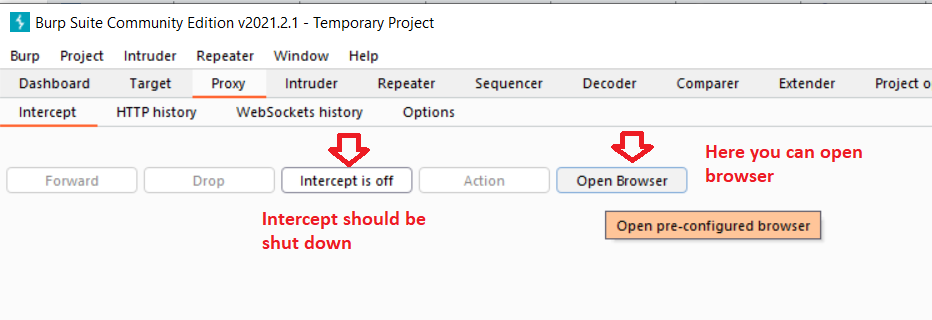 Burp Suite Community Edition v2021.2.1 - Temporary Project
Burp Project Intruder Repeater Window Help
Dashboard Target Proxy Intruder Repeater Sequencer Decoder Comparer Extender Project o
Intercept HTTP history WebSockets history Options
Forward Drop Intercept is off Action Open Browser
Here you can open
browser
Intercept should be
shut down
Open pre-configured browser